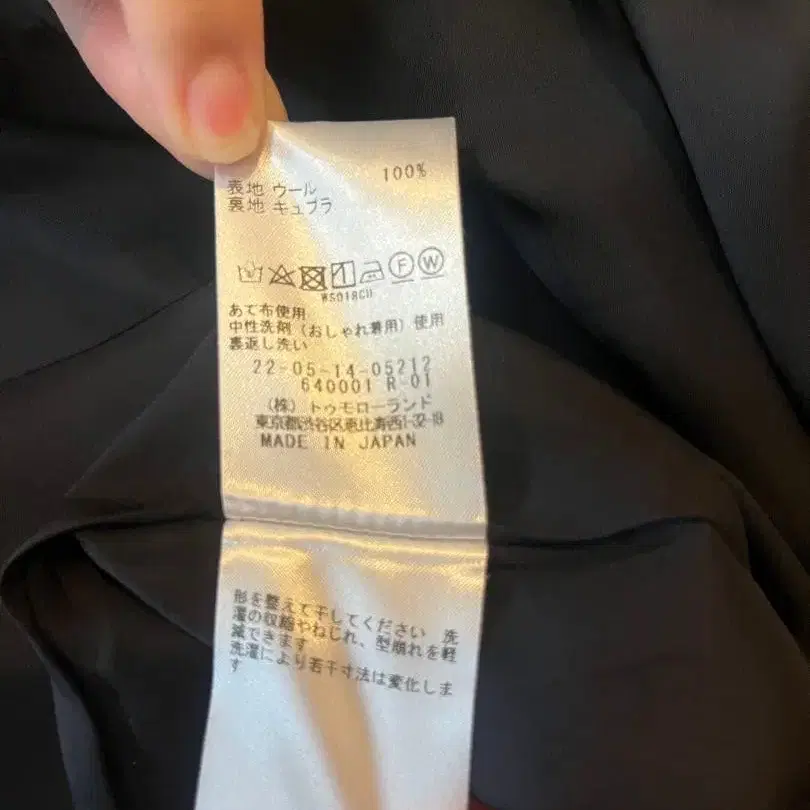 表地 ウール 100%
裏地 キュプラ
F W
WS018CU
あて布使用
中性洗剤(おしゃれ着用)使用
裏返し洗い
22-05-14-05212
640001 R-01
(株)トゥモローランド
東京都渋谷区恵比寿西1-32-18
MADE IN JAPAN
形を整えて干してください 洗
濯の収縮やねじれ、型崩れを軽
減できます
洗濯により若干寸法は変化しま
す